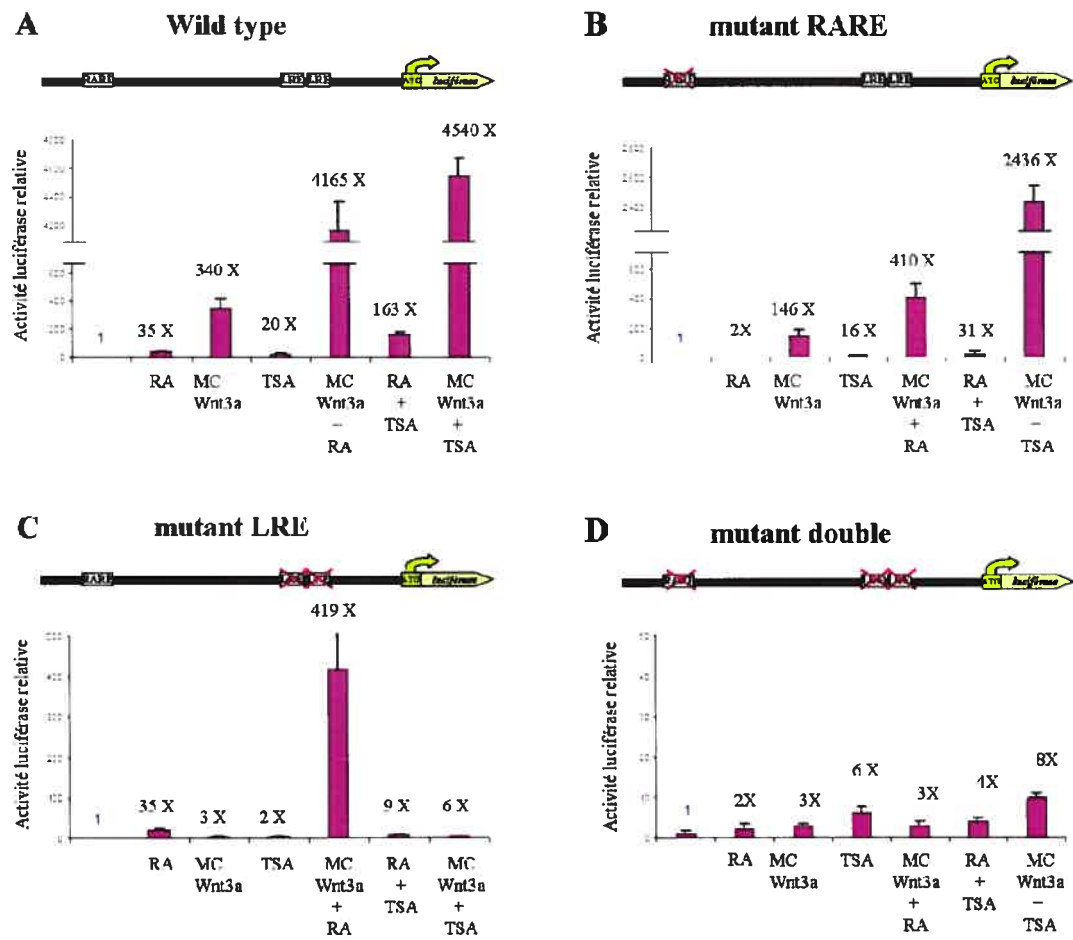 A
Wild type
RARE
LRE LRE
ATG luciférase
Activité luciférase relative
1
35 X
340 X
20 X
4165 X
163 X
4540 X
RA
MC
Wnt3a
TSA
MC
Wnt3a
–
RA
RA
+
TSA
MC
Wnt3a
+
TSA
B
mutant RARE
LRE LRE
ATG luciférase
Activité luciférase relative
1
2X
146 X
16 X
410 X
31 X
2436 X
RA
MC
Wnt3a
TSA
MC
Wnt3a
+
RA
RA
+
TSA
MC
Wnt3a
–
TSA
C
mutant LRE
RARE
ATG luciférase
Activité luciférase relative
1
35 X
3 X
2 X
419 X
9 X
6 X
RA
MC
Wnt3a
TSA
MC
Wnt3a
+
RA
RA
+
TSA
MC
Wnt3a
+
TSA
D
mutant double
ATG luciférase
Activité luciférase relative
1
2X
3X
6 X
3X
4X
8X
RA
MC
Wnt3a
TSA
MC
Wnt3a
+
RA
RA
+
TSA
MC
Wnt3a
–
TSA